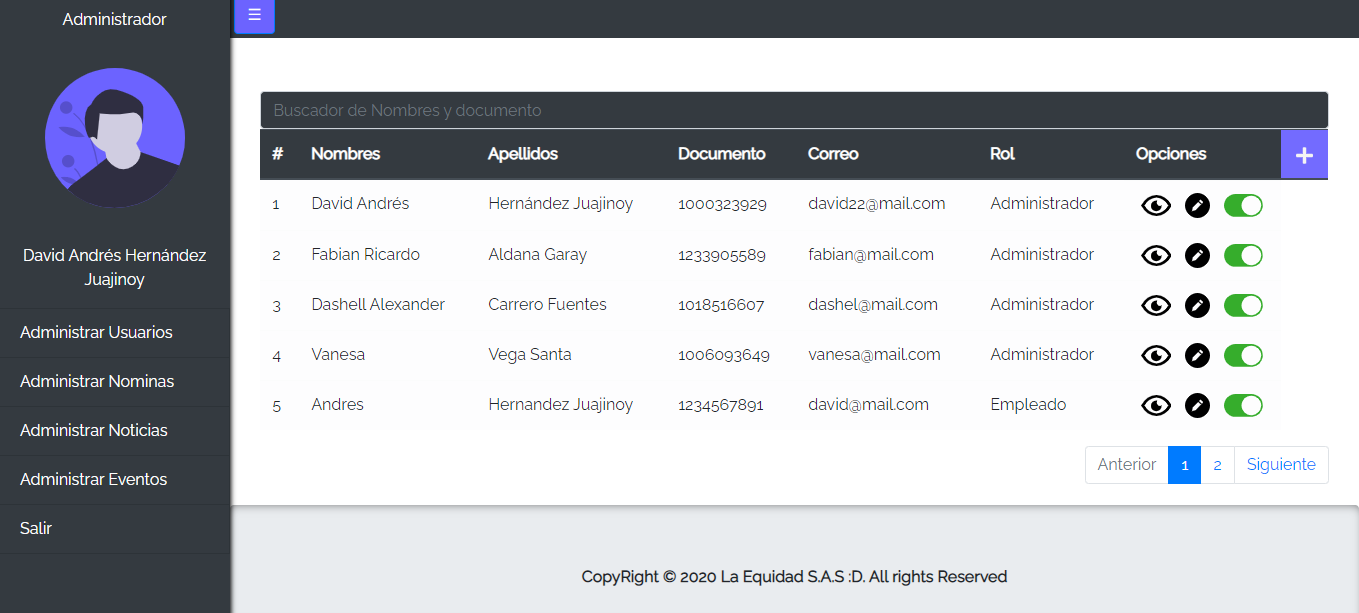 Administrador
☰
David Andrés Hernández
Juajinoy
Administrar Usuarios
Administrar Nominas
Administrar Noticias
Administrar Eventos
Salir
Buscador de Nombres y documento
# Nombres Apellidos Documento Correo Rol Opciones +
1 David Andrés Hernández Juajinoy 1000323929 david22@mail.com Administrador
2 Fabian Ricardo Aldana Garay 1233905589 fabian@mail.com Administrador
3 Dashell Alexander Carrero Fuentes 1018516607 dashel@mail.com Administrador
4 Vanesa Vega Santa 1006093649 vanesa@mail.com Administrador
5 Andres Hernandez Juajinoy 1234567891 david@mail.com Empleado
Anterior 1 2 Siguiente
CopyRight © 2020 La Equidad S.A.S :D. All rights Reserved